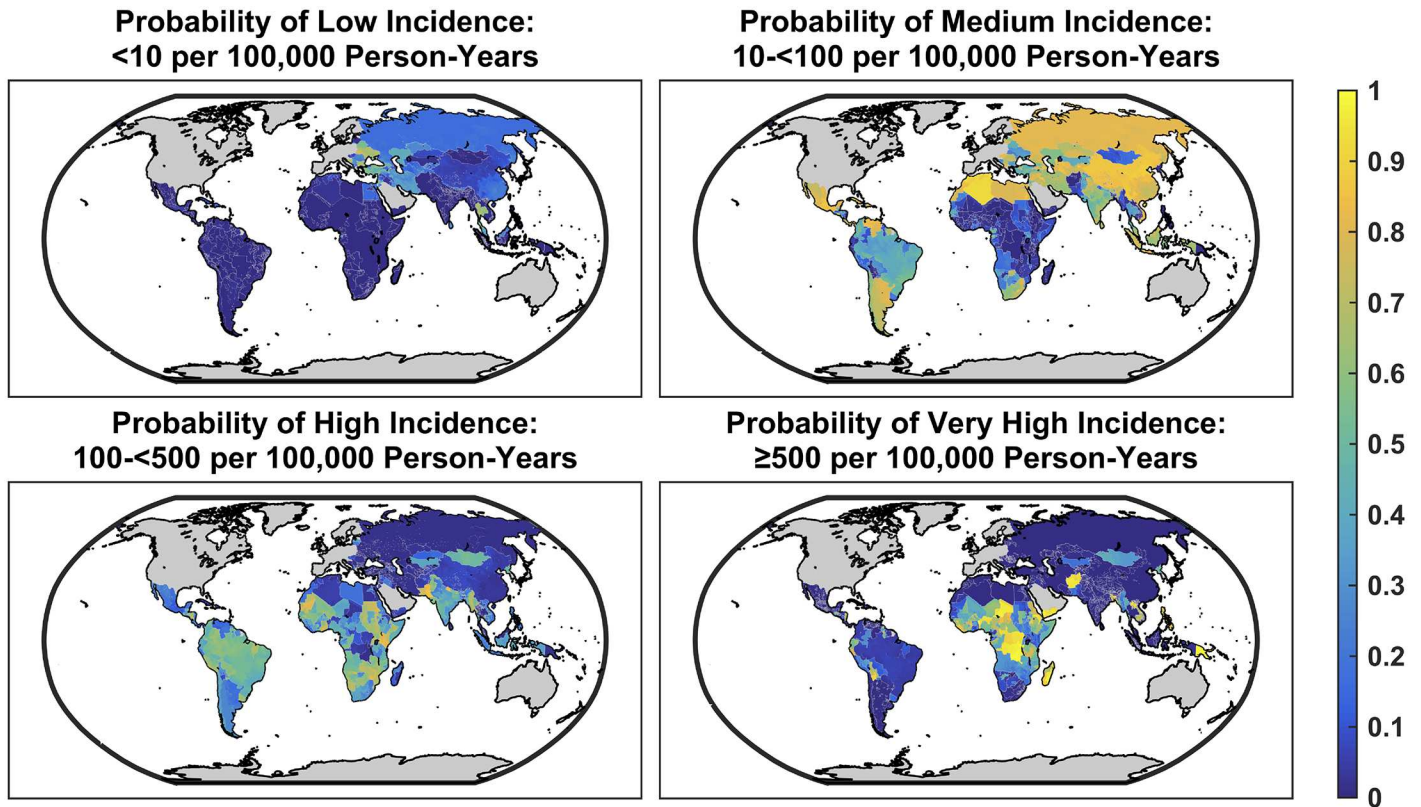 Probability of Low Incidence:
<10 per 100,000 Person-Years
Probability of Medium Incidence:
10-<100 per 100,000 Person-Years
Probability of High Incidence:
100-<500 per 100,000 Person-Years
Probability of Very High Incidence:
≥500 per 100,000 Person-Years
1
0.9
0.8
0.7
0.6
0.5
0.4
0.3
0.2
0.1
0